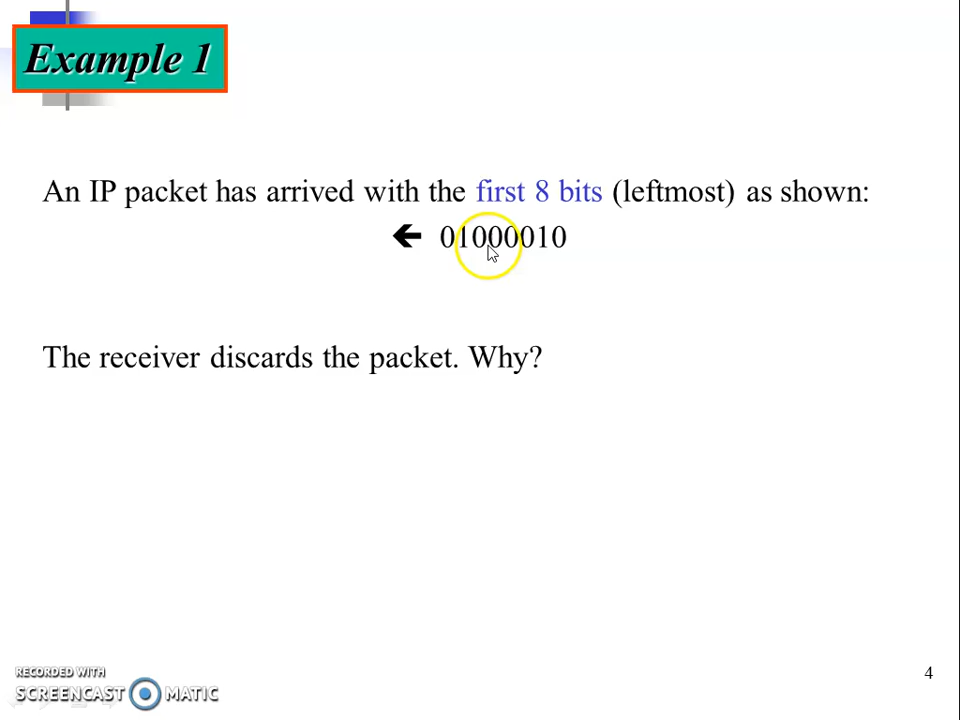 Example 1
An IP packet has arrived with the first 8 bits (leftmost) as shown:
← 01000010
The receiver discards the packet. Why?
RECORDED WITH
SCREENCAST MATIC
4